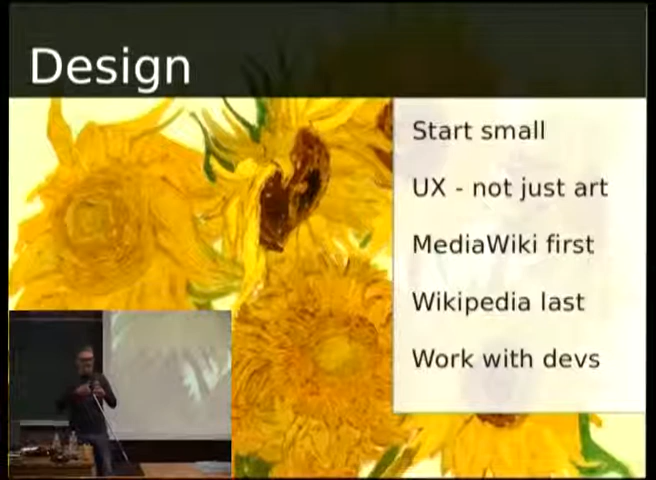 Design
Start small
UX - not just art
MediaWiki first
Wikipedia last
Work with devs